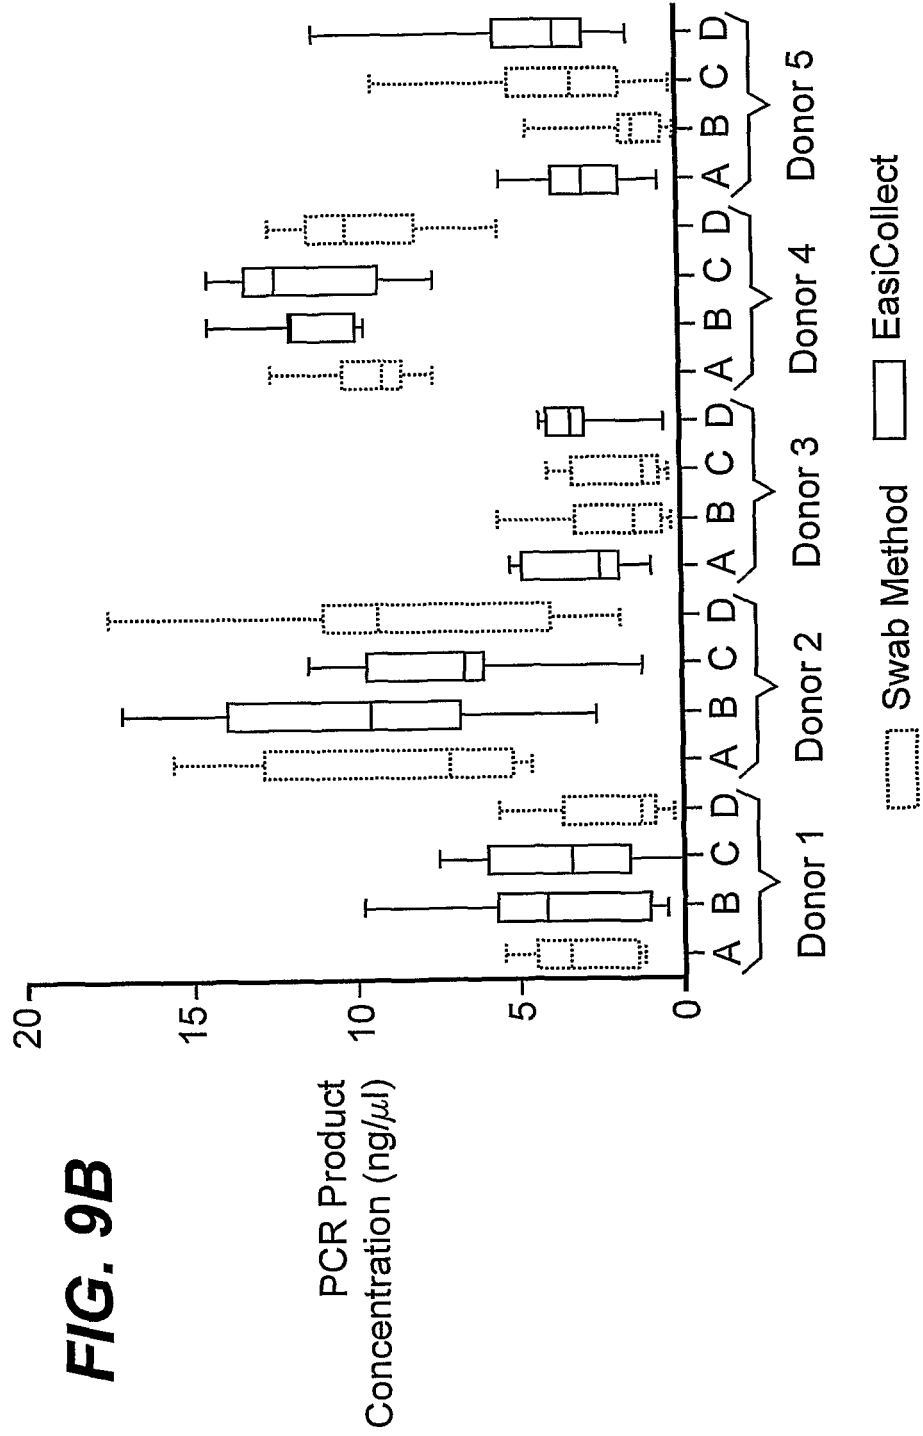 FIG. 9B
PCR Product
Concentration (ng/μl)
20
15
10
5
0
A B C D A B C D A B C D A B C D A B C D
Donor 1 Donor 2 Donor 3 Donor 4 Donor 5
Swab Method EasiCollect